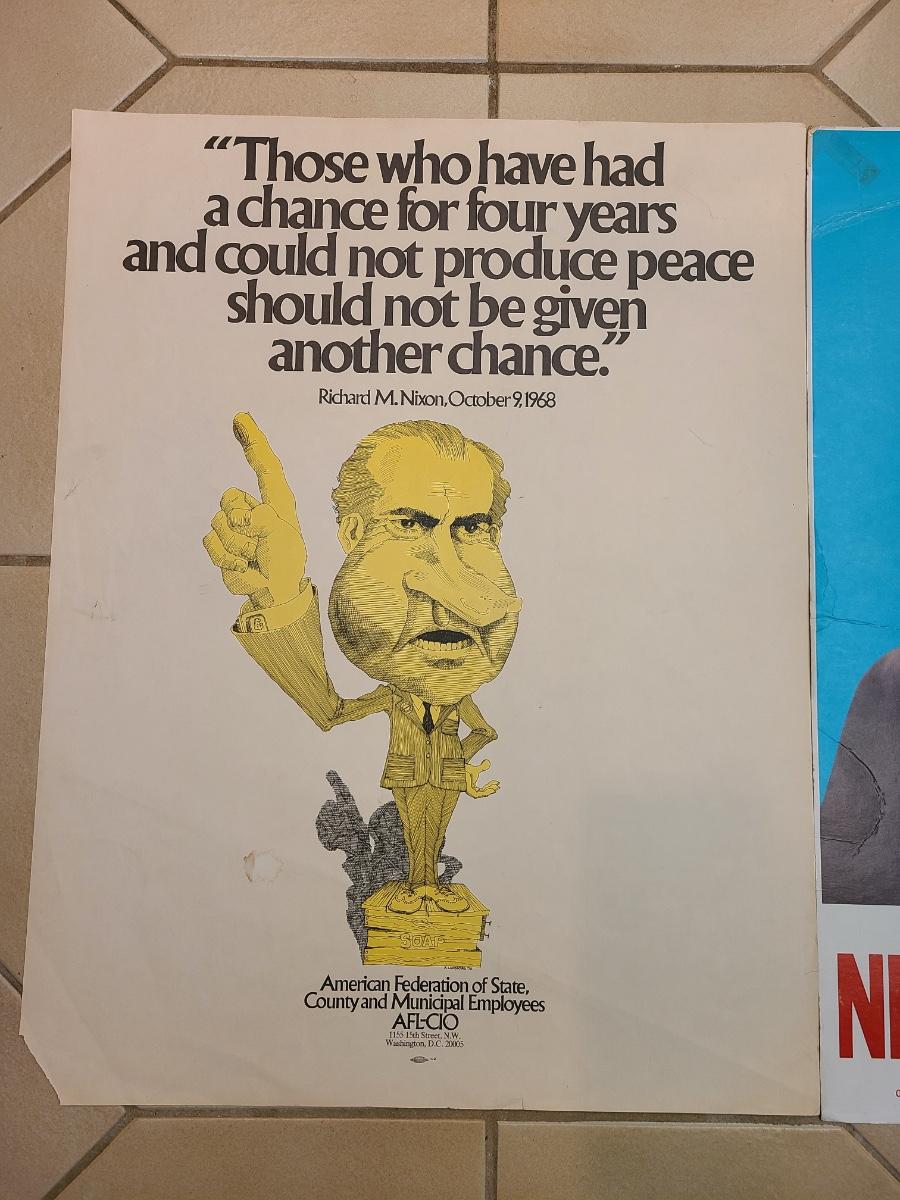 “Those who have had
a chance for four years
and could not produce peace
should not be given
another chance.”
Richard M. Nixon, October 9, 1968
SOAP
American Federation of State,
County and Municipal Employees
AFL-CIO
1155 15th Street, N.W.
Washington, D.C. 20005